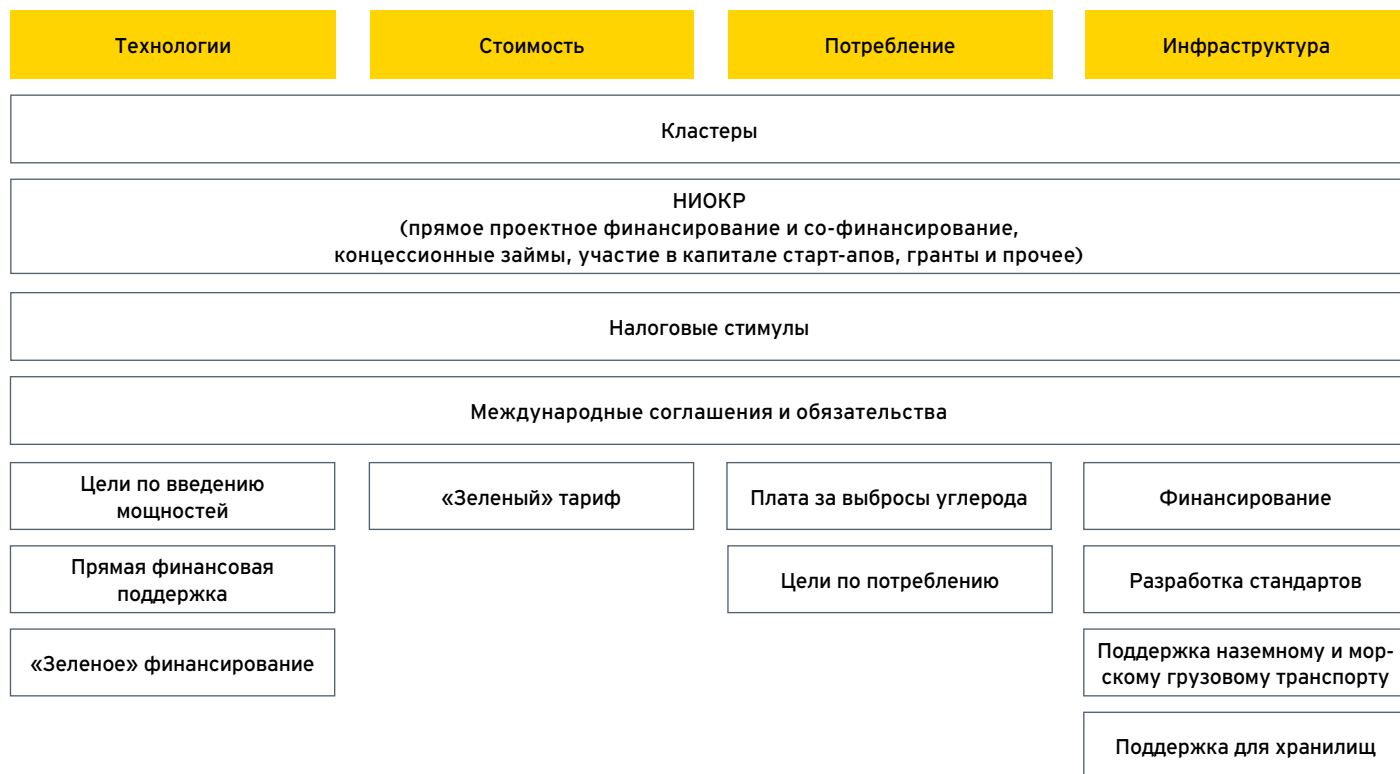 Технологии
Стоимость
Потребление
Инфраструктура
Кластеры
НИОКР
(прямое проектное финансирование и со-финансирование,
концессионные займы, участие в капитале старт-апов, гранты и прочее)
Налоговые стимулы
Международные соглашения и обязательства
Цели по введению
мощностей
«Зеленый» тариф
Плата за выбросы углерода
Финансирование
Прямая финансовая
поддержка
Цели по потреблению
Разработка стандартов
«Зеленое» финансирование
Поддержка наземному и мор-
скому грузовому транспорту
Поддержка для хранилищ